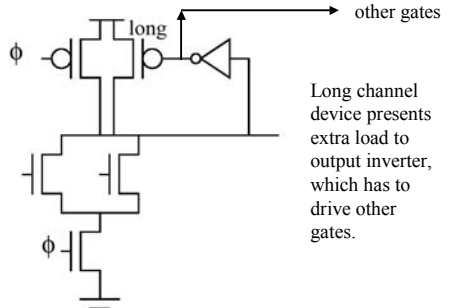 other gates
long
ϕ
Long channel
device presents
extra load to
output inverter,
which has to
drive other
gates.
ϕ